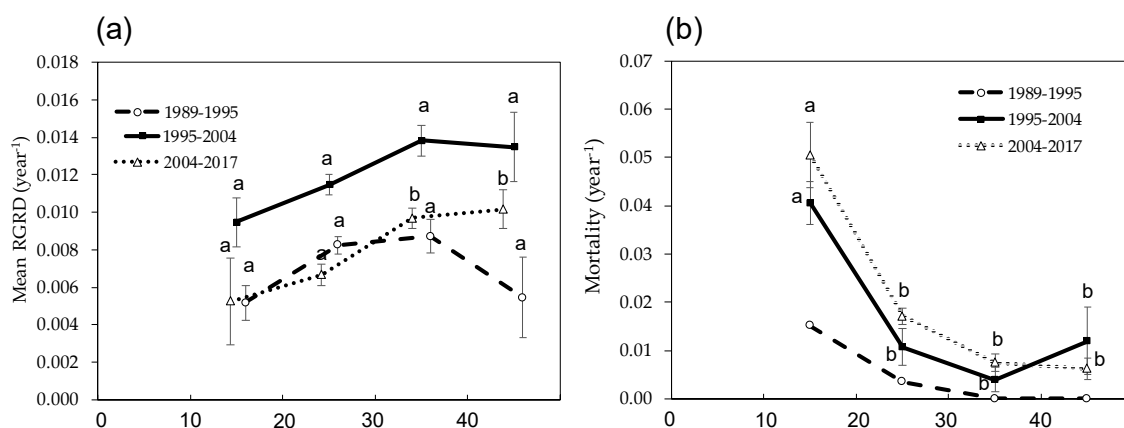 (a)
0.018
0.016
0.014
0.012
0.010
0.008
0.006
0.004
0.002
0.000
Mean RGRD (year-1)
1989-1995
1995-2004
2004-2017
a
a
a
a
a
a
a
a
b
a
b
a
0 20 30 40
(b)
0.07
0.06
0.05
0.04
0.03
0.02
0.01
0.00
Mortality (year-1)
1989-1995
1995-2004
2004-2017
a
a
b
b
b
b
b
0 10 20 30 40